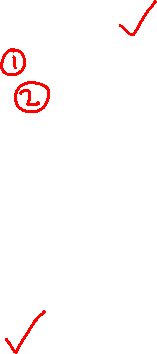 ✓
①
②
✓